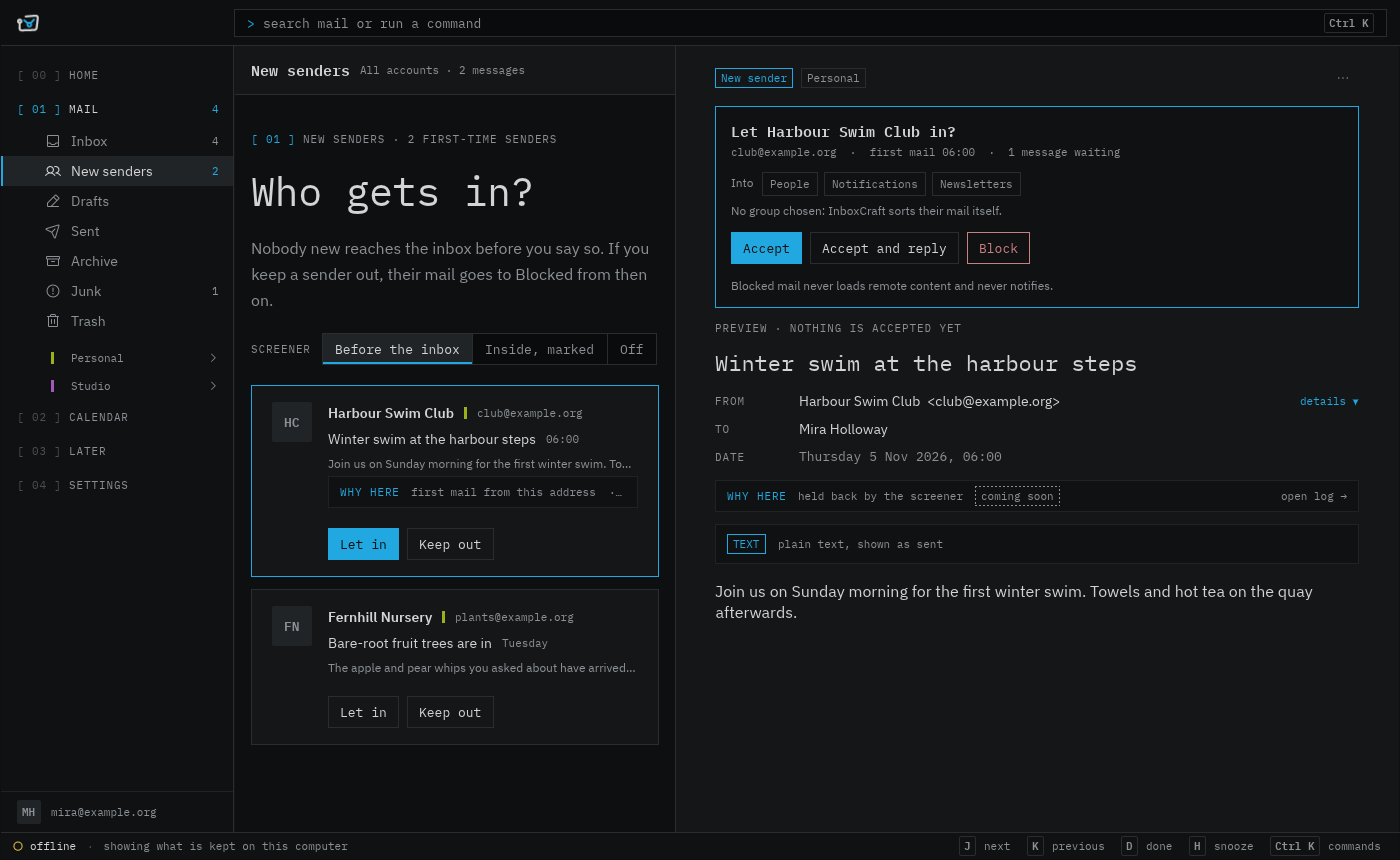 > search mail or run a command
Ctrl K
[ 00 ] HOME
[ 01 ] MAIL 4
Inbox 4
New senders 2
Drafts
Sent
Archive
Junk 1
Trash
Personal
Studio
[ 02 ] CALENDAR
[ 03 ] LATER
[ 04 ] SETTINGS
MH mira@example.org
New senders All accounts · 2 messages
[ 01 ] NEW SENDERS · 2 FIRST-TIME SENDERS
Who gets in?
Nobody new reaches the inbox before you say so. If you
keep a sender out, their mail goes to Blocked from then
on.
SCREENER Before the inbox Inside, marked Off
HC
Harbour Swim Club club@example.org
Winter swim at the harbour steps 06:00
Join us on Sunday morning for the first winter swim. To…
WHY HERE first mail from this address ·…
Let in Keep out
FN
Fernhill Nursery plants@example.org
Bare-root fruit trees are in Tuesday
The apple and pear whips you asked about have arrived…
Let in Keep out
New sender Personal ···
Let Harbour Swim Club in?
club@example.org · first mail 06:00 · 1 message waiting
Into People Notifications Newsletters
No group chosen: InboxCraft sorts their mail itself.
Accept Accept and reply Block
Blocked mail never loads remote content and never notifies.
PREVIEW · NOTHING IS ACCEPTED YET
Winter swim at the harbour steps
FROM Harbour Swim Club <club@example.org> details ▾
TO Mira Holloway
DATE Thursday 5 Nov 2026, 06:00
WHY HERE held back by the screener coming soon open log →
TEXT plain text, shown as sent
Join us on Sunday morning for the first winter swim. Towels and hot tea on the quay
afterwards.
offline · showing what is kept on this computer
J next K previous D done H snooze Ctrl K commands